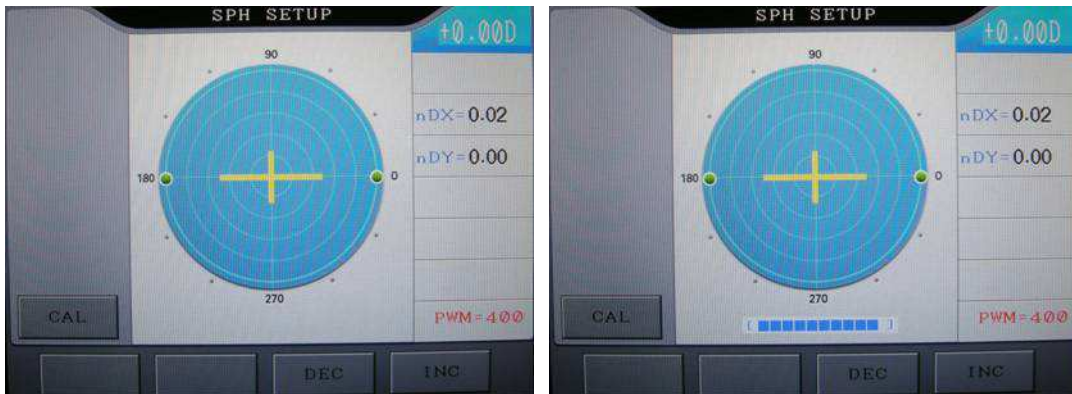 SPH SETUP
+0.00D
90
nDX=0.02
nDY=0.00
180
0
270
CAL
PWM=400
DEC
INC
SPH SETUP
+0.00D
90
nDX=0.02
nDY=0.00
180
0
270
CAL
PWM=400
[ ]
DEC
INC